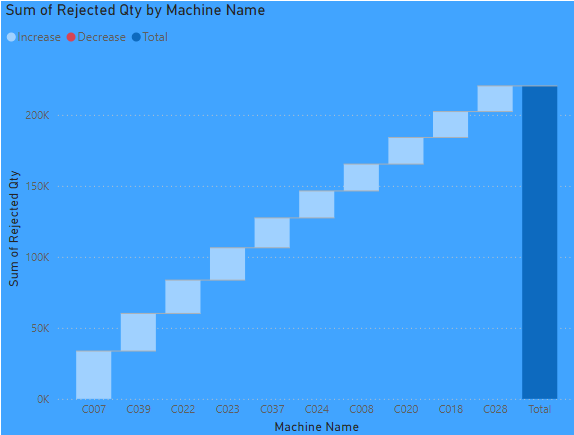 Sum of Rejected Qty by Machine Name
Increase Decrease Total
200K
150K
100K
50K
0K
Sum of Rejected Qty
C007 C039 C022 C023 C037 C024 C008 C020 C018 C028 Total
Machine Name